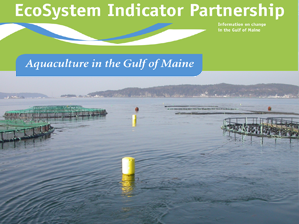 EcoSystem Indicator Partnership
Information on change
in the Gulf of Maine
Aquaculture in the Gulf of Maine